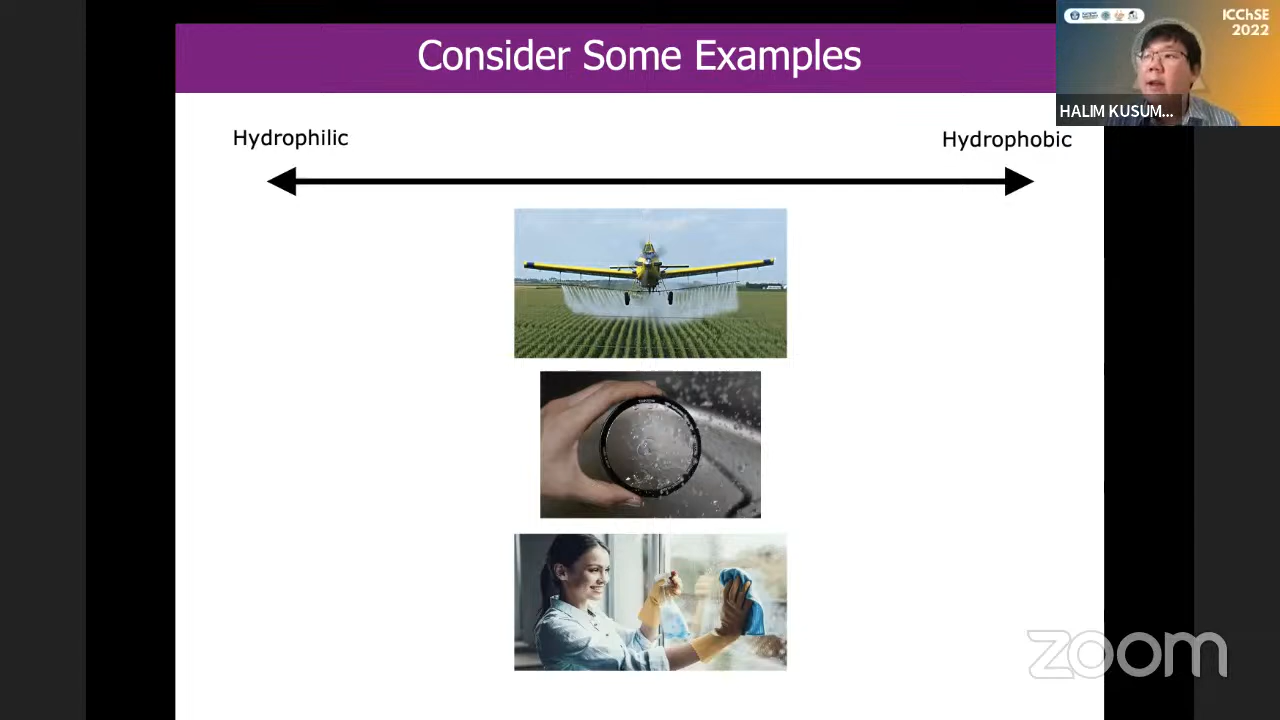 Consider Some Examples
ICChSE
2022
HALIM KUSUM...
Hydrophilic
Hydrophobic
zoom